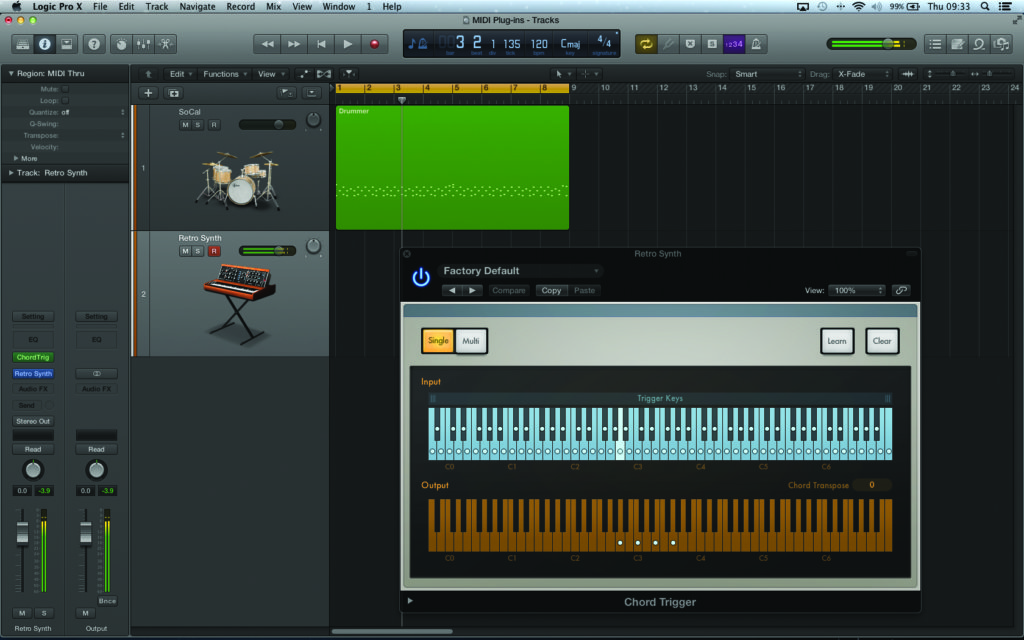 Logic Pro X File Edit Track Navigate Record Mix View Window 1 Help 99% Thu 09:33
MIDI Plug-ins - Tracks
3 2 1 135 120 Cmaj 4/4
signature
1234
Region: MIDI Thru
Edit Functions View Snap: Smart Drag: X-Fade
Mute:
Loop:
Quantize: off
Q-Swing:
Transpose:
Velocity:
More
Track: Retro Synth
1 2 3 4 5 6 7 8 9 10 11 12 13 14 15 16 17 18 19 20 21 22 23 24
1
SoCal
M S R
Drummer
2
Retro Synth
M S R
Retro Synth
Factory Default
Compare Copy Paste View: 100%
Single Multi Learn Clear
Input
Trigger Keys
C0 C1 C2 C3 C4 C5 C6
Output Chord Transpose 0
C0 C1 C2 C3 C4 C5 C6
Chord Trigger
Setting Setting
EQ EQ
ChordTrig
Retro Synth
Audio FX Audio FX
Send
Stereo Out
Read Read
0.0 -3.9 0.0 -3.9
Bnce
M S M
Retro Synth Output